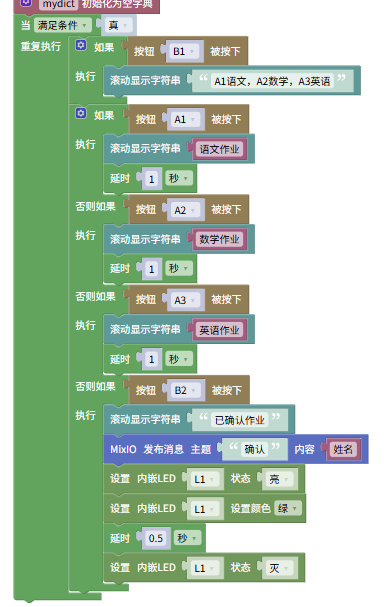 mydict 初始化为空字典
当 满足条件 真
重复执行 如果 按钮 B1 被按下
执行 滚动显示字符串 “ A1语文，A2数学，A3英语 ”
如果 按钮 A1 被按下
执行 滚动显示字符串 语文作业
延时 1 秒
否则如果 按钮 A2 被按下
执行 滚动显示字符串 数学作业
延时 1 秒
否则如果 按钮 A3 被按下
执行 滚动显示字符串 英语作业
延时 1 秒
否则如果 按钮 B2 被按下
执行 滚动显示字符串 “ 已确认作业 ”
MixIO 发布消息 主题 “ 确认 ” 内容 姓名
设置 内嵌LED L1 状态 亮
设置 内嵌LED L1 设置颜色 绿
延时 0.5 秒
设置 内嵌LED L1 状态 灭